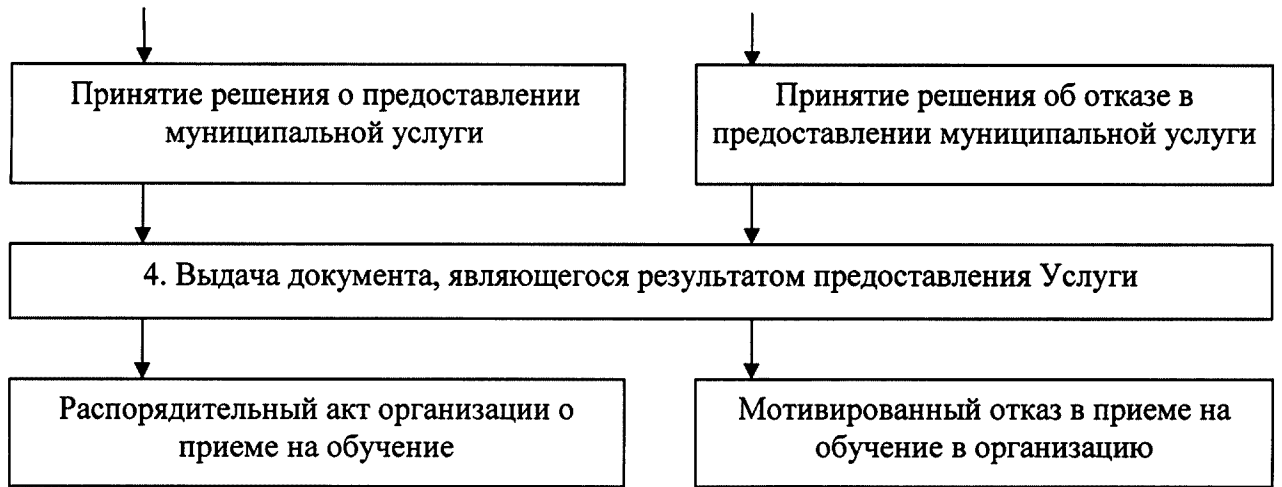 Принятие решения о предоставлении
муниципальной услуги
Принятие решения об отказе в
предоставлении муниципальной услуги
4. Выдача документа, являющегося результатом предоставления Услуги
Распорядительный акт организации о
приеме на обучение
Мотивированный отказ в приеме на
обучение в организацию